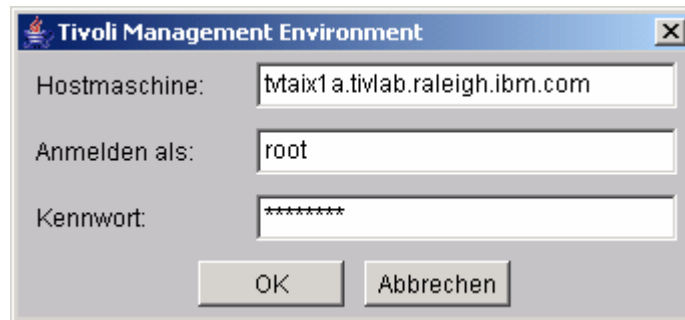 Tivoli Management Environment
Hostmaschine: tvtaix1a.tivlab.raleigh.ibm.com
Anmelden als: root
Kennwort: ********
OK Abbrechen